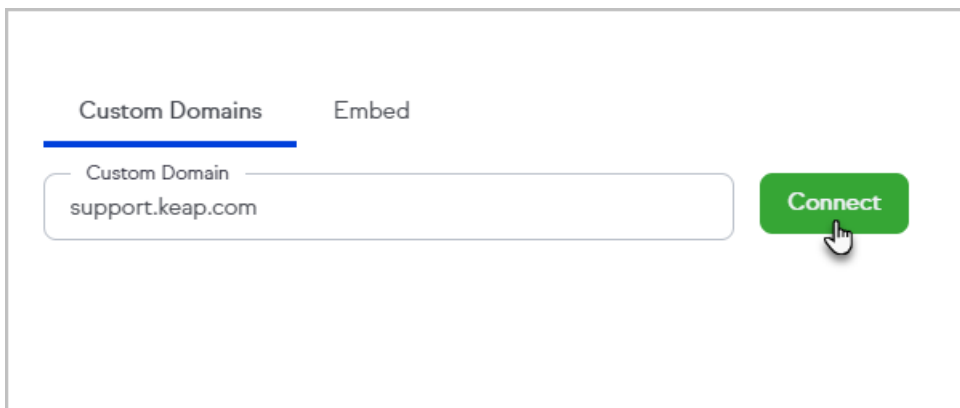 Custom Domains Embed
Custom Domain
support.keap.com
Connect